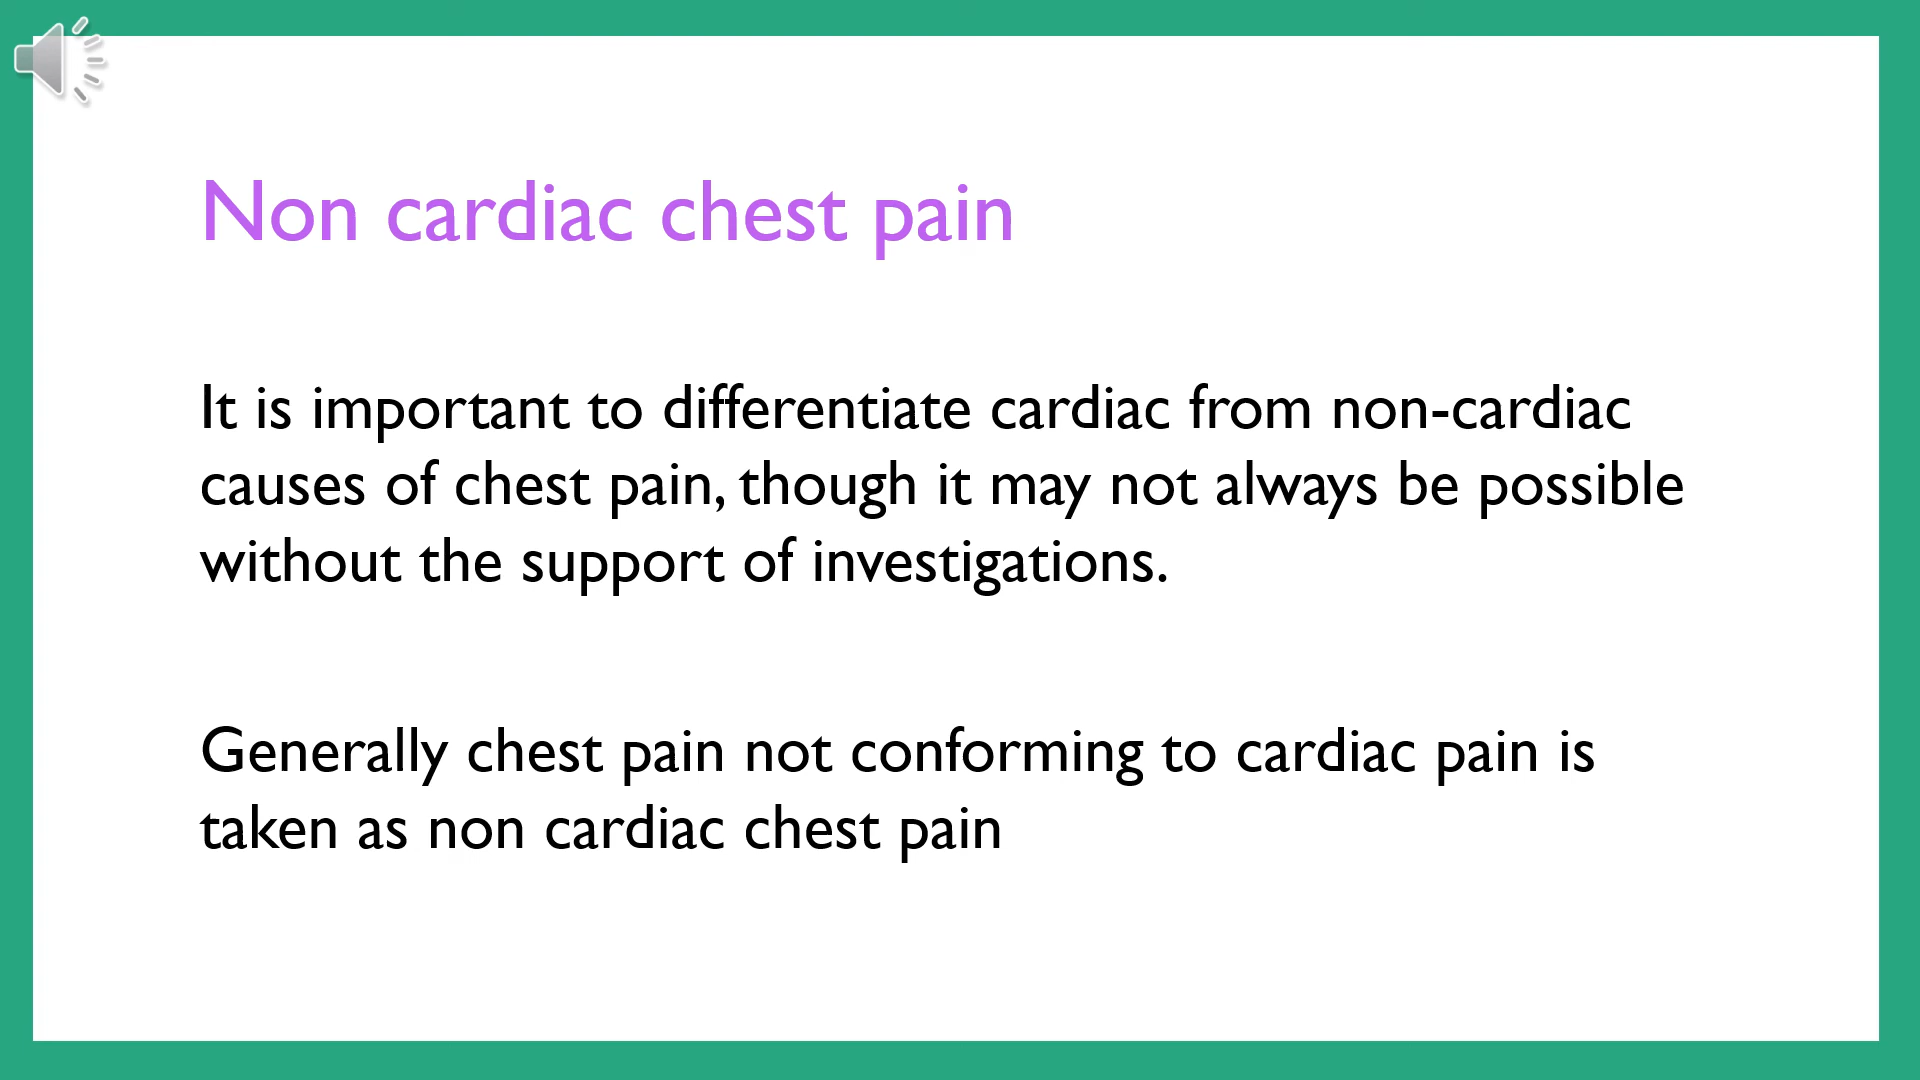 Non cardiac chest pain
It is important to differentiate cardiac from non-cardiac
causes of chest pain, though it may not always be possible
without the support of investigations.
Generally chest pain not conforming to cardiac pain is
taken as non cardiac chest pain